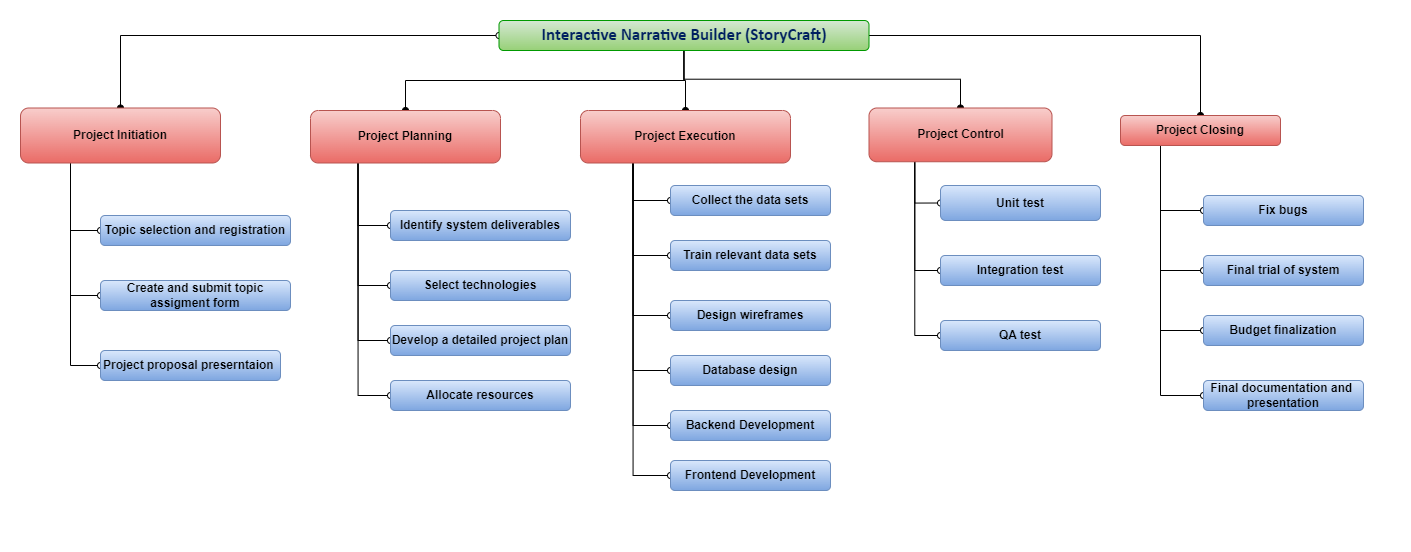 Interactive Narrative Builder (StoryCraft)
Project Initiation
Topic selection and registration
Create and submit topic
assigment form
Project proposal preserntaion
Project Planning
Identify system deliverables
Select technologies
Develop a detailed project plan
Allocate resources
Project Execution
Collect the data sets
Train relevant data sets
Design wireframes
Database design
Backend Development
Frontend Development
Project Control
Unit test
Integration test
QA test
Project Closing
Fix bugs
Final trial of system
Budget finalization
Final documentation and
presentation